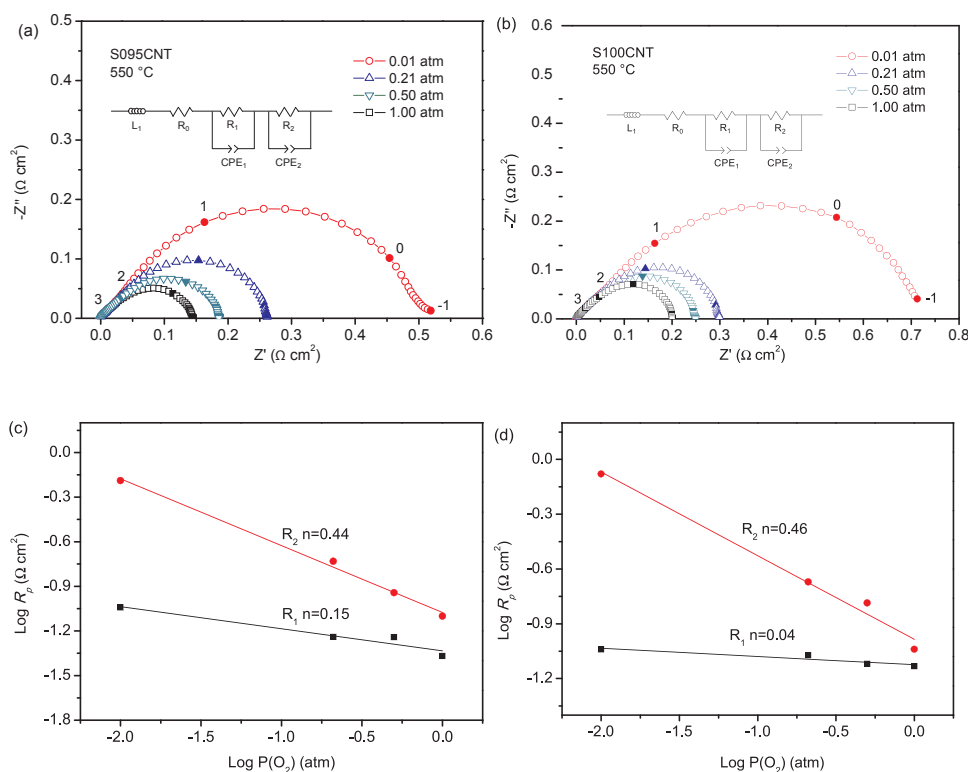 (a)
S095CNT
550 °C
0.01 atm
0.21 atm
0.50 atm
1.00 atm
L₁
R₀
R₁
R₂
CPE₁
CPE₂
0.5
0.4
0.3
0.2
0.1
0.0
-Z" (Ω cm²)
1
0
2
3
-1
0.0
0.1
0.2
0.3
0.4
0.5
0.6
Z' (Ω cm²)
(b)
S100CNT
550 °C
0.01 atm
0.21 atm
0.50 atm
1.00 atm
L₁
R₀
R₁
R₂
CPE₁
CPE₂
0.6
0.5
0.4
0.3
0.2
0.1
0.0
-Z" (Ω cm²)
0
1
2
3
-1
0.0
0.1
0.2
0.3
0.4
0.5
0.6
0.7
0.8
Z' (Ω cm²)
(c)
0.0
-0.3
-0.6
-0.9
-1.2
-1.5
-1.8
Log Rₚ (Ω cm²)
R₂ n=0.44
R₁ n=0.15
-2.0
-1.5
-1.0
-0.5
0.0
Log P(O₂) (atm)
(d)
0.0
-0.3
-0.6
-0.9
-1.2
Log Rₚ (Ω cm²)
R₂ n=0.46
R₁ n=0.04
-2.0
-1.5
-1.0
-0.5
0.0
Log P(O₂) (atm)